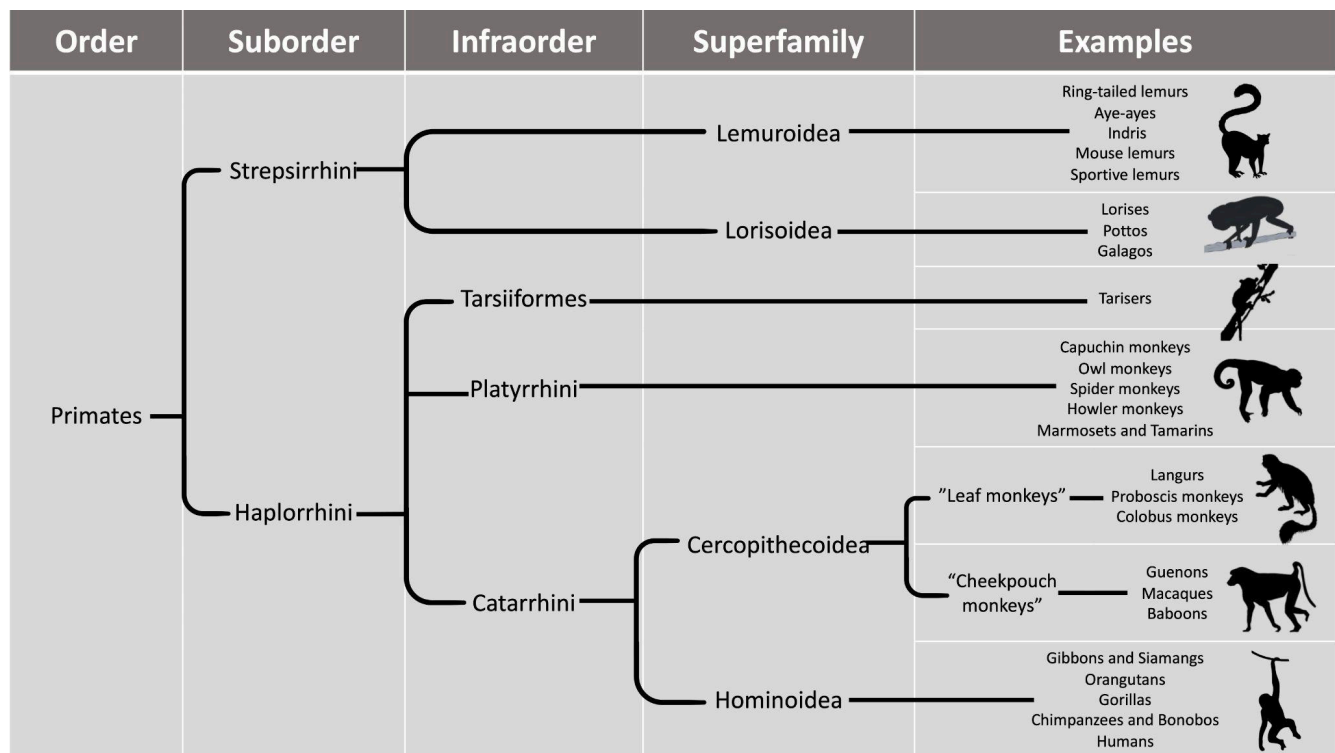 Order Suborder Infraorder Superfamily Examples
Ring-tailed lemurs
Aye-ayes
Lemuroidea Indris
Mouse lemurs
Strepsirrhini Sportive lemurs
Lorises
Lorisoidea Pottos
Galagos
Tarsiiformes Tarisers
Capuchin monkeys
Owl monkeys
Platyrrhini Spider monkeys
Howler monkeys
Primates
Marmosets and Tamarins
Langurs
”Leaf monkeys” Proboscis monkeys
Haplorrhini Colobus monkeys
Cercopithecoidea
“Cheekpouch Guenons
monkeys” Macaques
Catarrhini Baboons
Gibbons and Siamangs
Orangutans
Hominoidea Gorillas
Chimpanzees and Bonobos
Humans